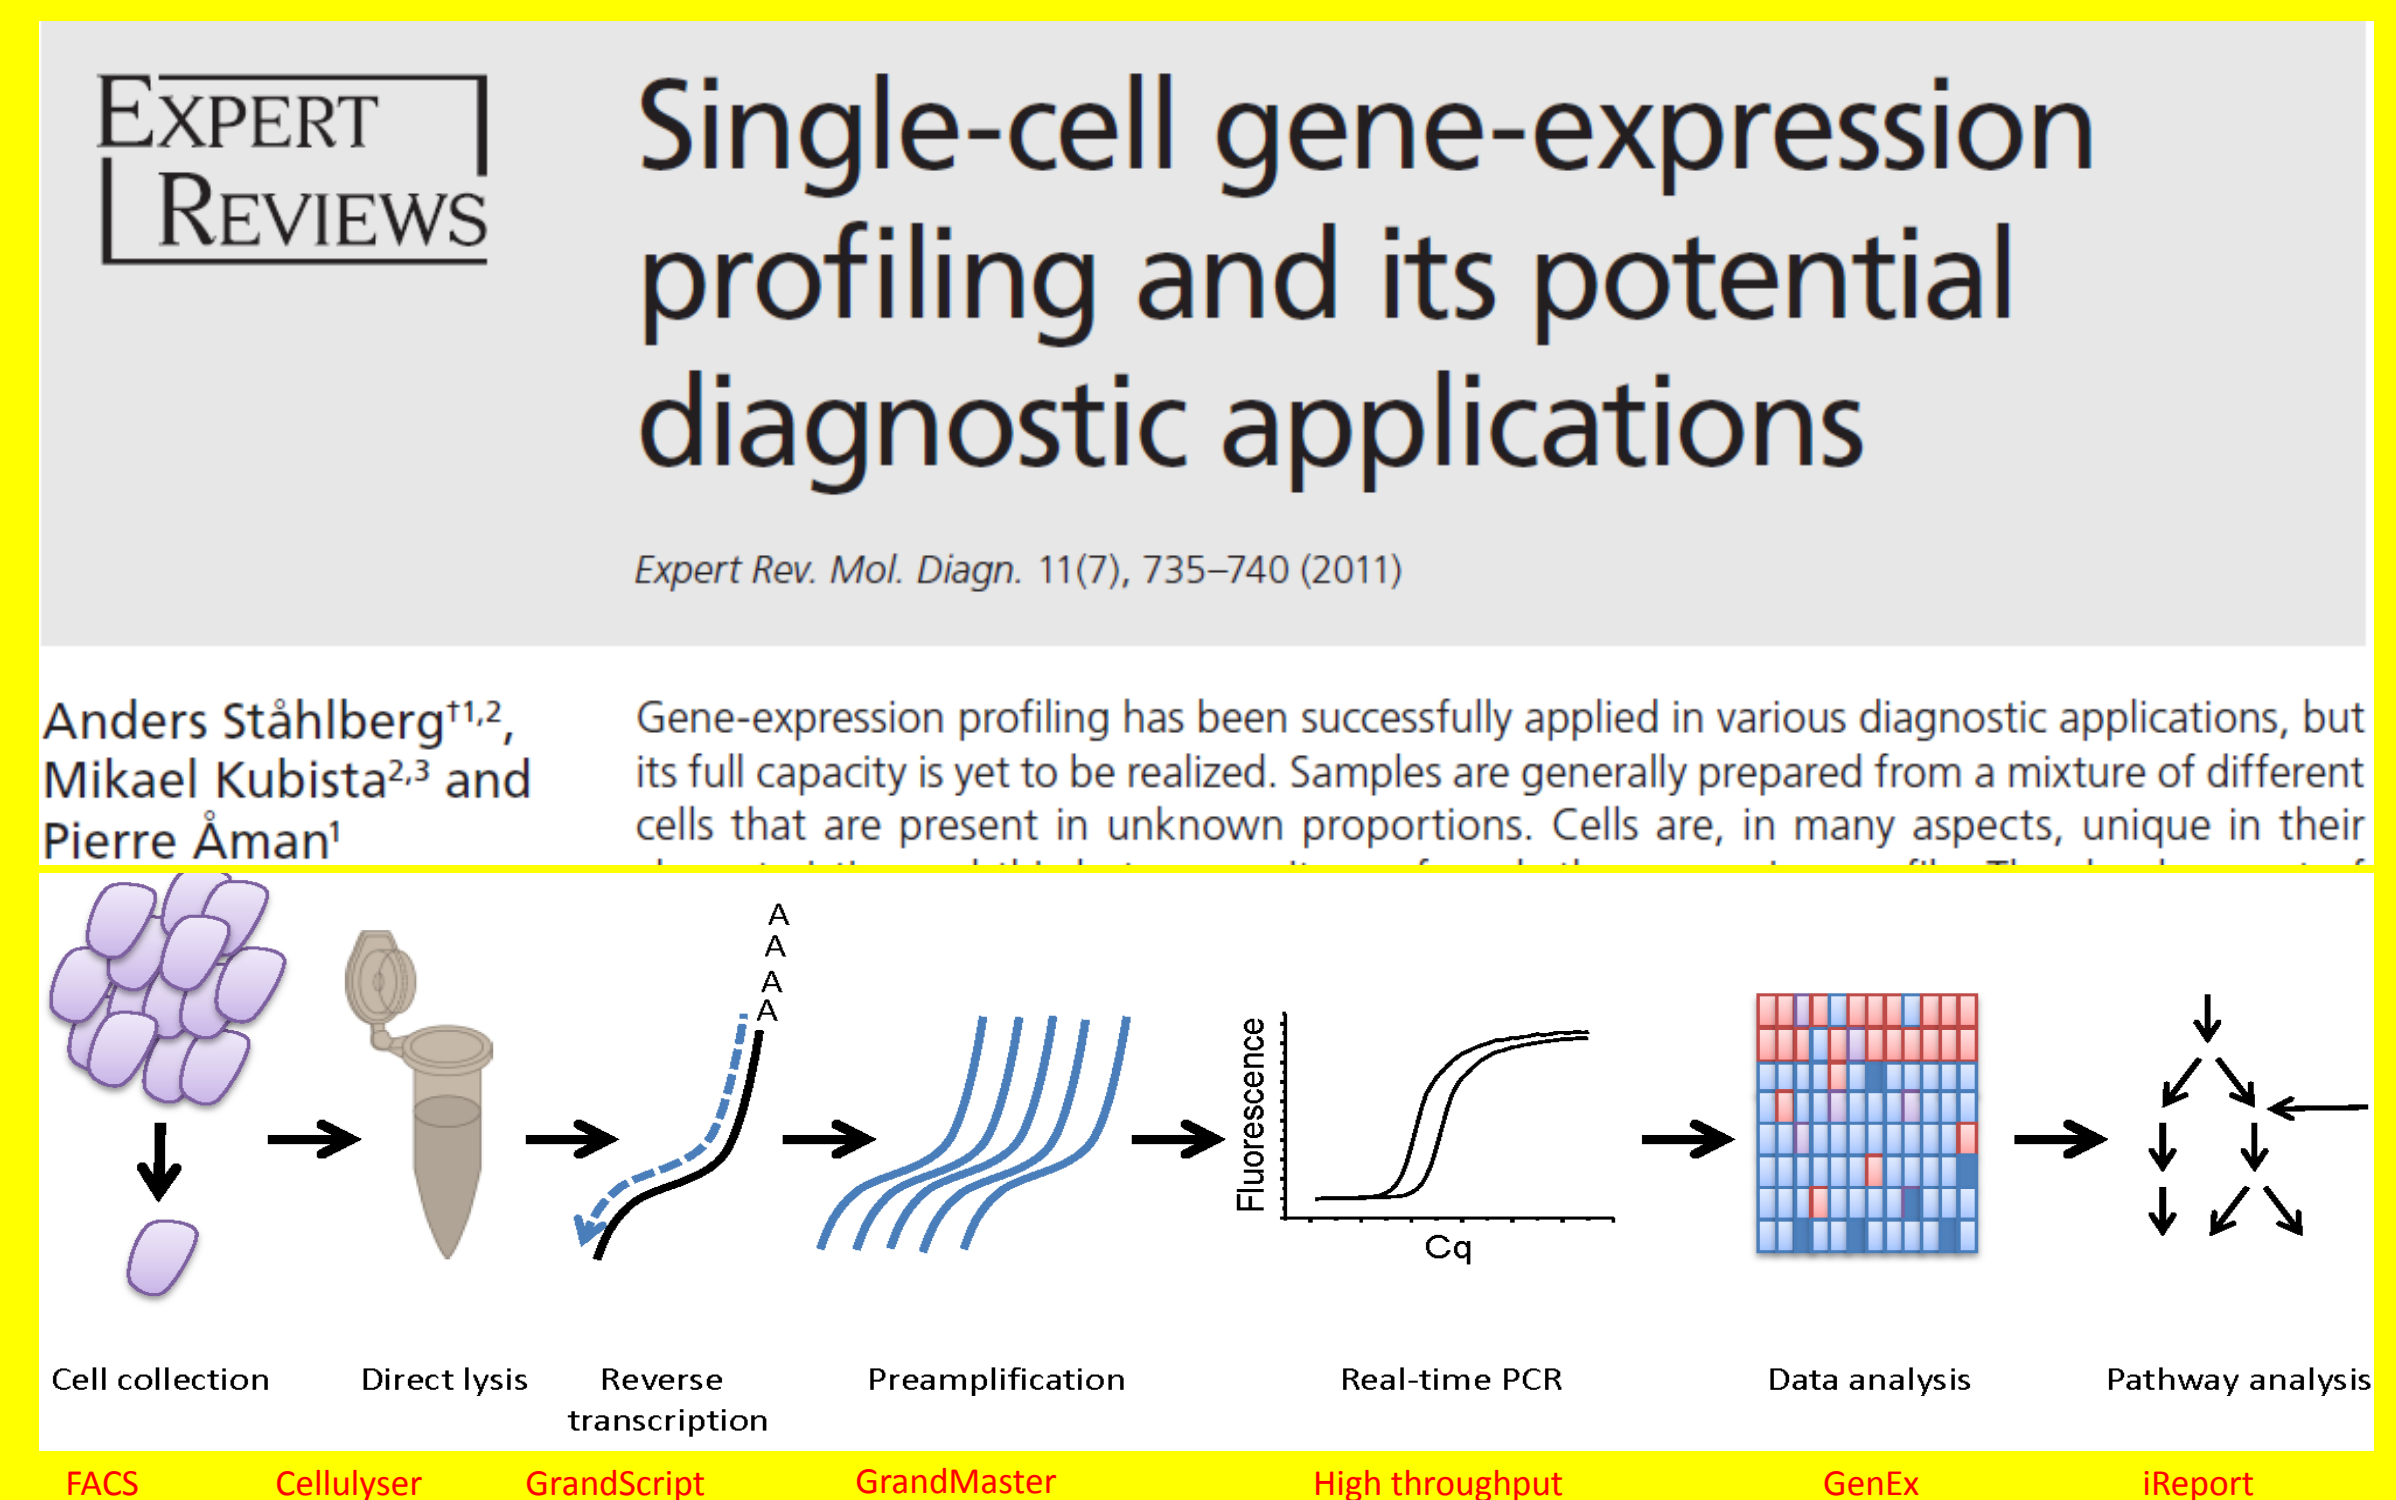 EXPERT
REVIEWS
Single-cell gene-expression
profiling and its potential
diagnostic applications
Expert Rev. Mol. Diagn. 11(7), 735–740 (2011)
Anders Ståhlberg†1,2,
Mikael Kubista2,3 and
Pierre Åman1
Gene-expression profiling has been successfully applied in various diagnostic applications, but
its full capacity is yet to be realized. Samples are generally prepared from a mixture of different
cells that are present in unknown proportions. Cells are, in many aspects, unique in their
A
A
A
A
Fluorescence
Cq
Cell collection
Direct lysis
Reverse
transcription
Preamplification
Real-time PCR
Data analysis
Pathway analysis
FACS
Cellulyser
GrandScript
GrandMaster
High throughput
GenEx
iReport